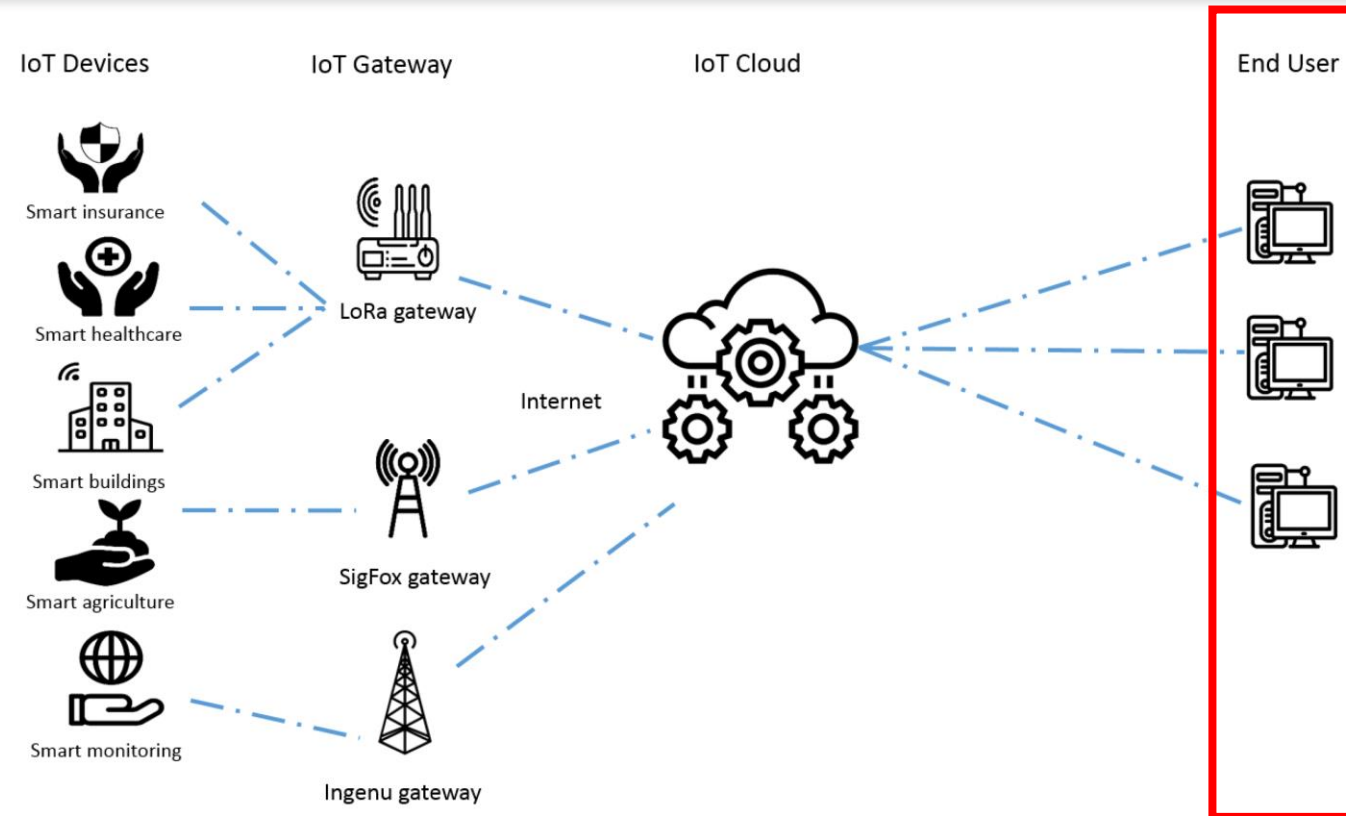 IoT Devices
IoT Gateway
IoT Cloud
End User
Smart insurance
Smart healthcare
Smart buildings
Smart agriculture
Smart monitoring
LoRa gateway
Internet
SigFox gateway
Ingenu gateway